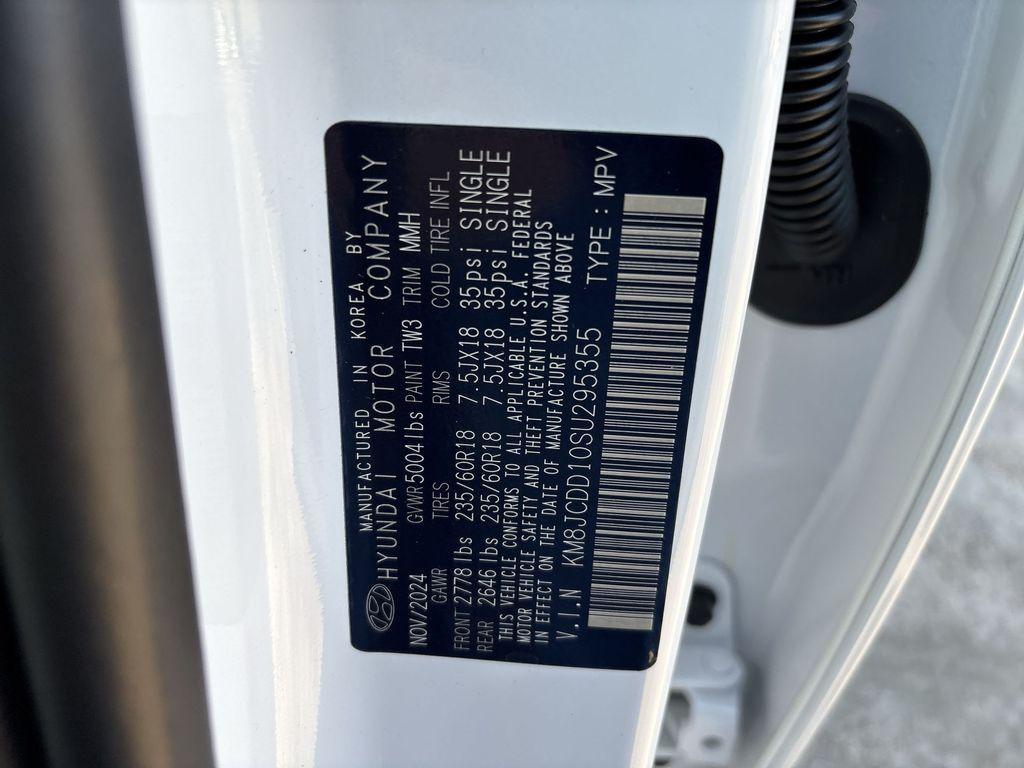 MANUFACTURED IN KOREA BY
HYUNDAI MOTOR COMPANY
NOV/2024 GVWR 5004 lbs PAINT TW3 TRIM MMH
GAWR TIRES RIMS COLD TIRE INFL
FRONT 2778 lbs 235/60R18 7.5JX18 35psi SINGLE
REAR 2646 lbs 235/60R18 7.5JX18 35psi SINGLE
THIS VEHICLE CONFORMS TO ALL APPLICABLE U.S.A. FEDERAL
MOTOR VEHICLE SAFETY AND THEFT PREVENTION STANDARDS
IN EFFECT ON THE DATE OF MANUFACTURE SHOWN ABOVE
V.I.N KM8JCDD10SU295355 TYPE : MPV